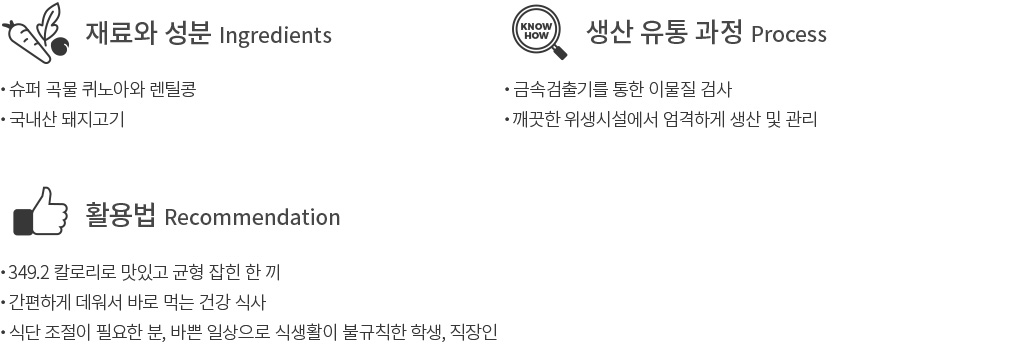 재료와 성분 Ingredients
• 슈퍼 곡물 퀴노아와 렌틸콩
• 국내산 돼지고기
KNOW
HOW
생산 유통 과정 Process
• 금속검출기를 통한 이물질 검사
• 깨끗한 위생시설에서 엄격하게 생산 및 관리
활용법 Recommendation
• 349.2 칼로리로 맛있고 균형 잡힌 한 끼
• 간편하게 데워서 바로 먹는 건강 식사
• 식단 조절이 필요한 분, 바쁜 일상으로 식생활이 불규칙한 학생, 직장인